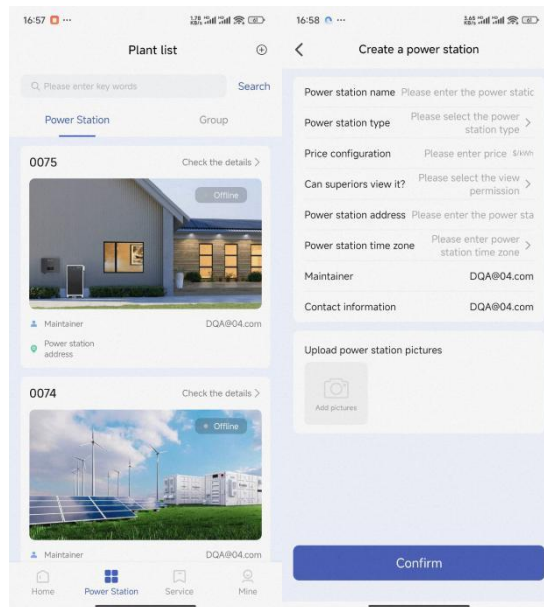 16:57
Plant list
Please enter key words
Search
Power Station
Group
0075
Check the details >
Offline
Maintainer
DQA@04.com
Power station
address
0074
Check the details >
Offline
Maintainer
DQA@04.com
Home
Power Station
Service
Mine
16:58
Create a power station
Power station name Please enter the power static
Power station type
Please select the power
station type
Price configuration
Please enter price $/kWh
Can superiors view it?
Please select the view
permission
Power station address Please enter the power sta
Power station time zone
Please enter power
station time zone
Maintainer
DQA@04.com
Contact information
DQA@04.com
Upload power station pictures
Add pictures
Confirm